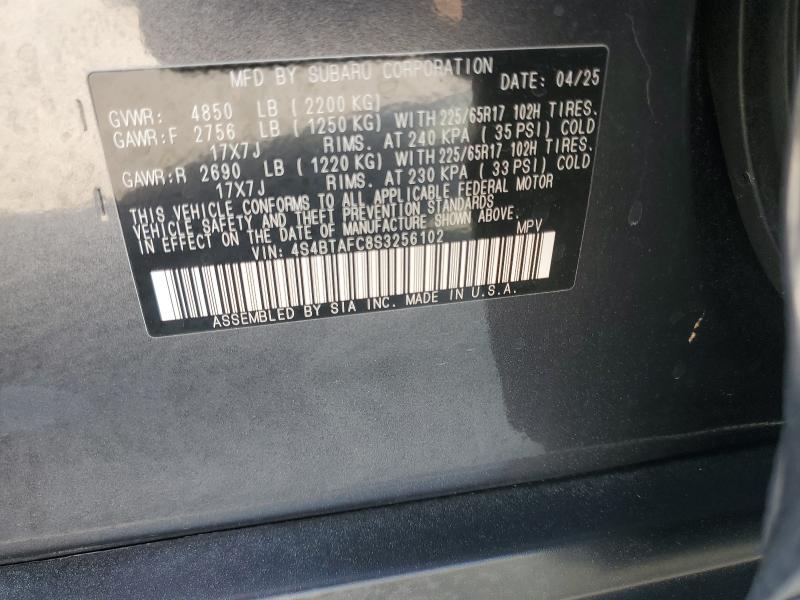 MFD BY SUBARU CORPORATION DATE: 04/25
GVWR: 4850 LB ( 2200 KG)
GAWR:F 2756 LB ( 1250 KG) WITH 225/65R17 102H TIRES.
17X7J RIMS. AT 240 KPA ( 35 PSI) COLD
GAWR:R 2690 LB ( 1220 KG) WITH 225/65R17 102H TIRES.
17X7J RIMS. AT 230 KPA ( 33 PSI) COLD
THIS VEHICLE CONFORMS TO ALL APPLICABLE FEDERAL MOTOR
VEHICLE SAFETY AND THEFT PREVENTION STANDARDS
IN EFFECT ON THE DATE OF MANUFACTURE SHOWN ABOVE.
VIN: 4S4BTAFC8S3256102 MPV
ASSEMBLED BY SIA INC. MADE IN U.S.A.